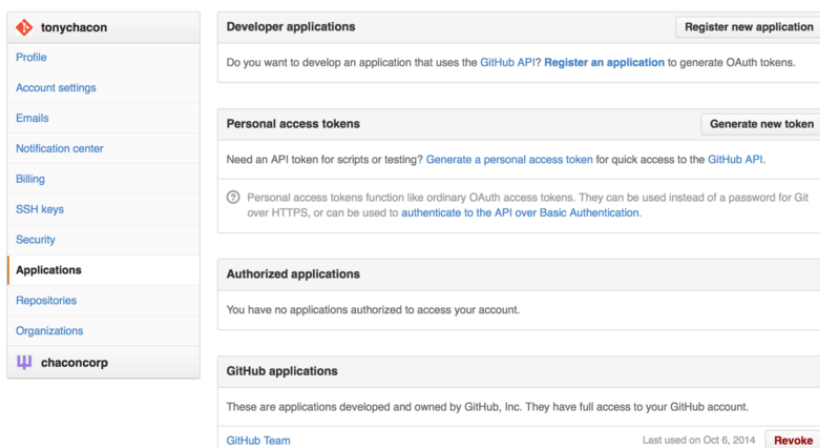 tonychacon
Profile
Account settings
Emails
Notification center
Billing
SSH keys
Security
Applications
Repositories
Organizations
chaconcorp
Developer applications
Register new application
Do you want to develop an application that uses the GitHub API? Register an application to generate OAuth tokens.
Personal access tokens
Generate new token
Need an API token for scripts or testing? Generate a personal access token for quick access to the GitHub API.
Personal access tokens function like ordinary OAuth access tokens. They can be used instead of a password for Git
over HTTPS, or can be used to authenticate to the API over Basic Authentication.
Authorized applications
You have no applications authorized to access your account.
GitHub applications
These are applications developed and owned by GitHub, Inc. They have full access to your GitHub account.
GitHub Team
Last used on Oct 6, 2014
Revoke